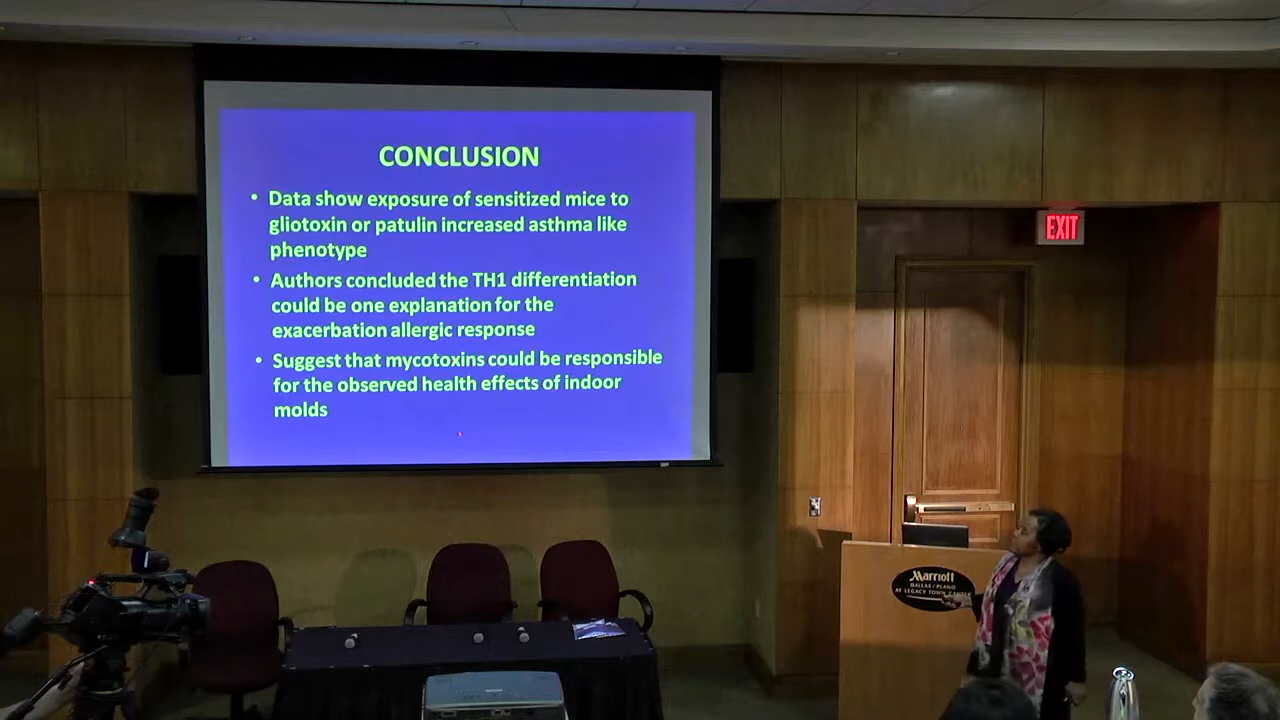 CONCLUSION
• Data show exposure of sensitized mice to
gliotoxin or patulin increased asthma like
phenotype
• Authors concluded the TH1 differentiation
could be one explanation for the
exacerbation allergic response
• Suggest that mycotoxins could be responsible
for the observed health effects of indoor
molds
EXIT
Marriott
DALLAS / PLANO
AT LEGACY TOWN CENTER